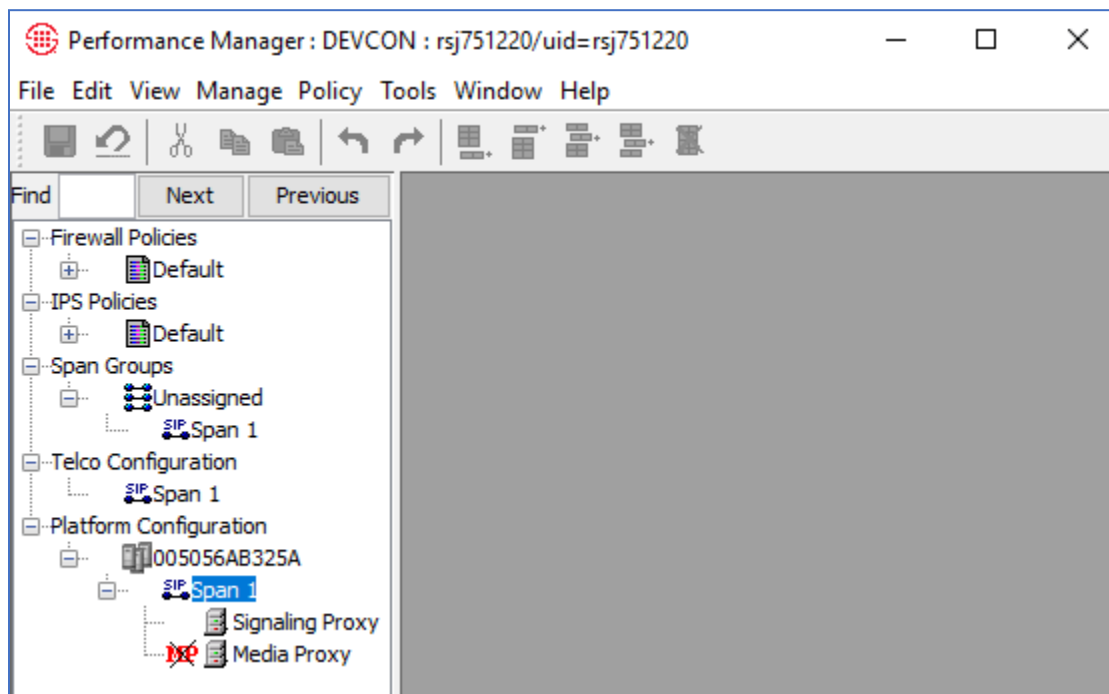 Performance Manager : DEVCON : rsj751220/uid=rsj751220
File Edit View Manage Policy Tools Window Help
Find Next Previous
Firewall Policies
Default
IPS Policies
Default
Span Groups
Unassigned
SIP Span 1
Telco Configuration
SIP Span 1
Platform Configuration
005056AB325A
SIP Span 1
Signaling Proxy
MP Media Proxy